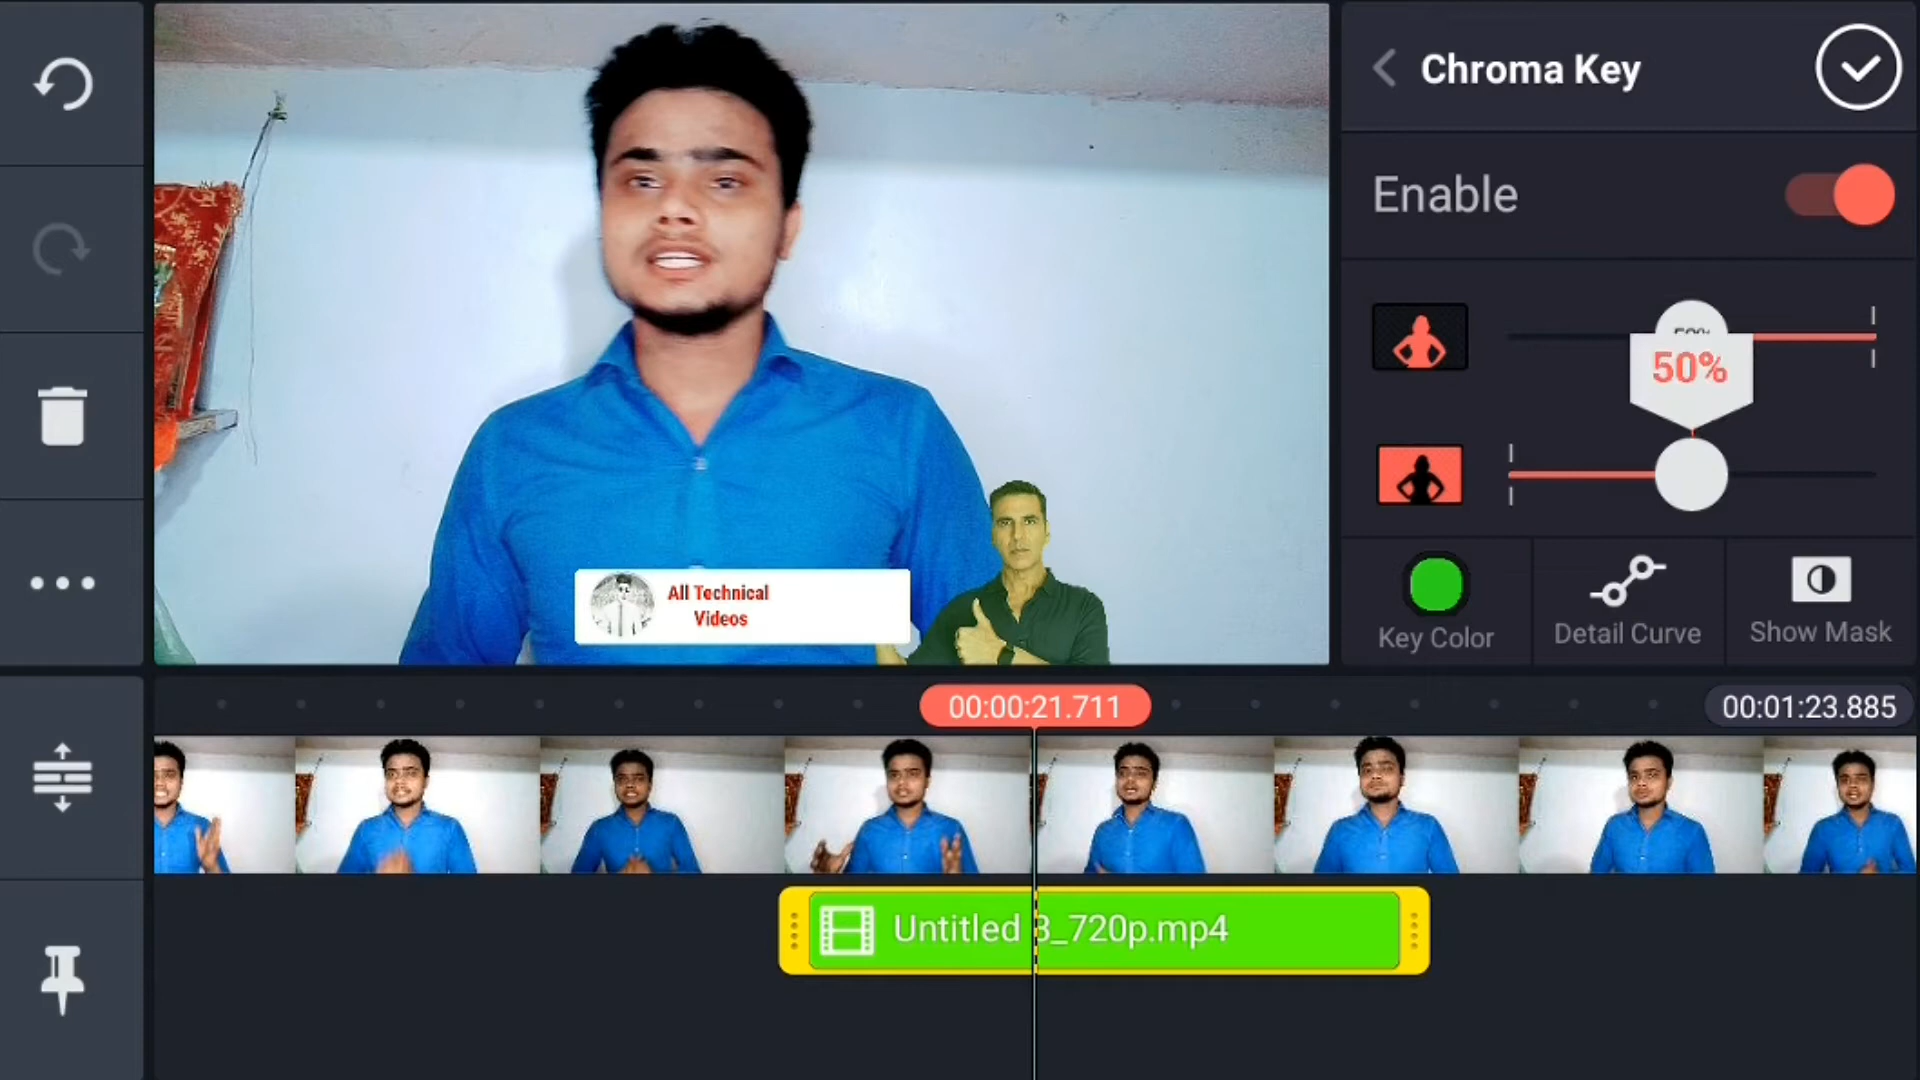 Chroma Key
Enable
50%
50%
Key Color
Detail Curve
Show Mask
All Technical
Videos
00:00:21.711
00:01:23.885
Untitled 3_720p.mp4